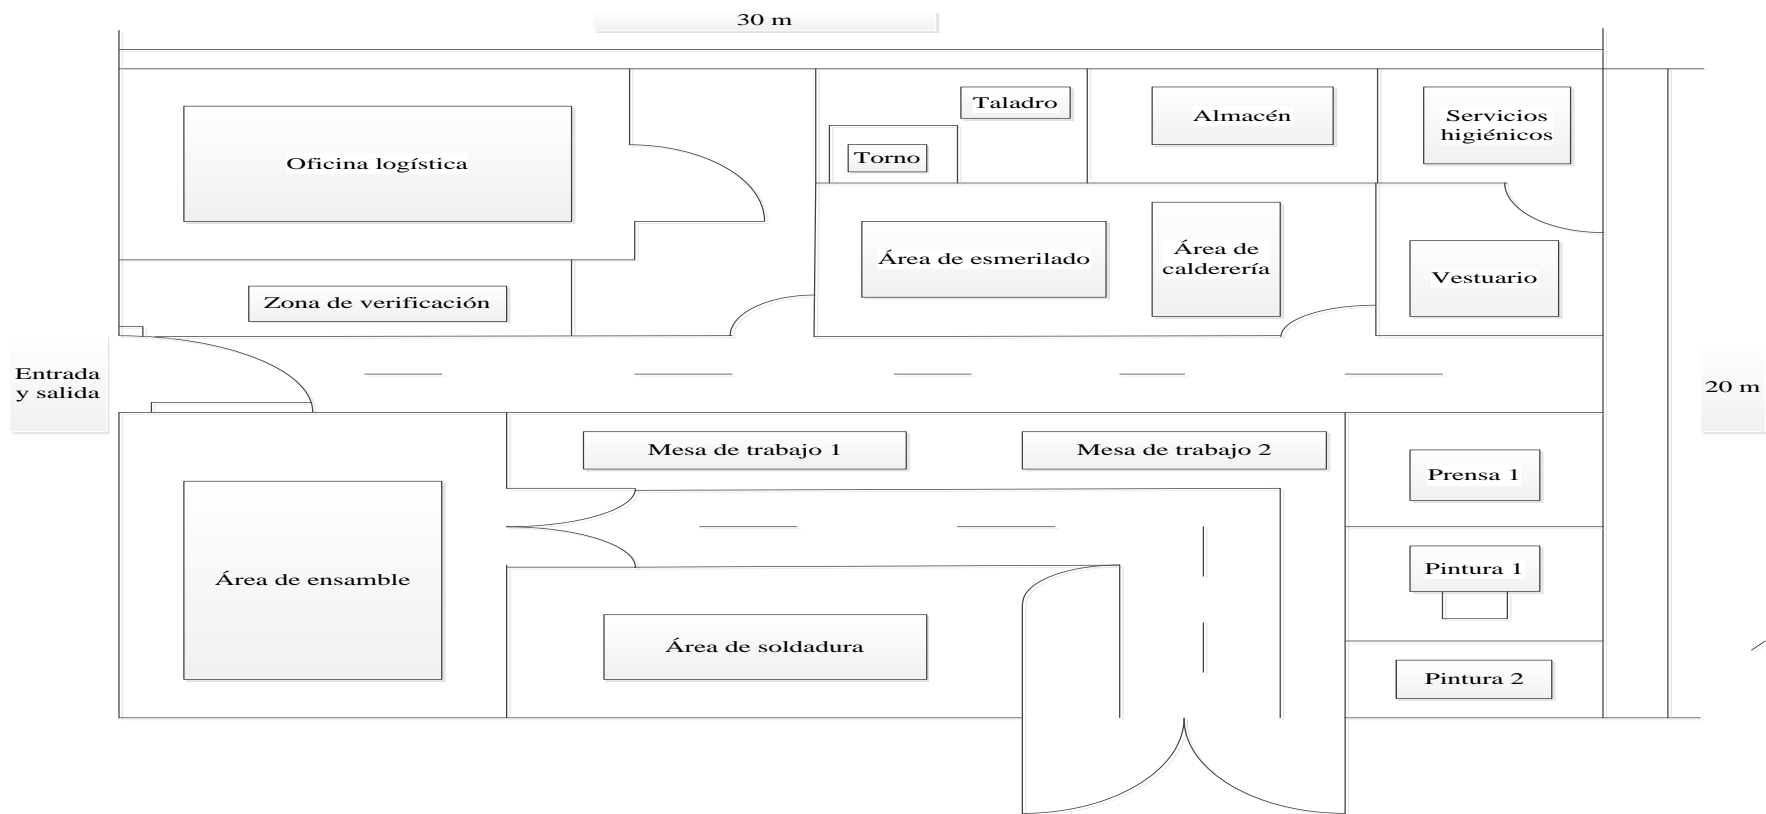 30 m
Taladro
Almacén
Servicios
higiénicos
Torno
Oficina logística
Área de esmerilado
Área de
calderería
Vestuario
Zona de verificación
Entrada
y salida
20 m
Mesa de trabajo 1
Mesa de trabajo 2
Prensa 1
Pintura 1
Área de ensamble
Área de soldadura
Pintura 2